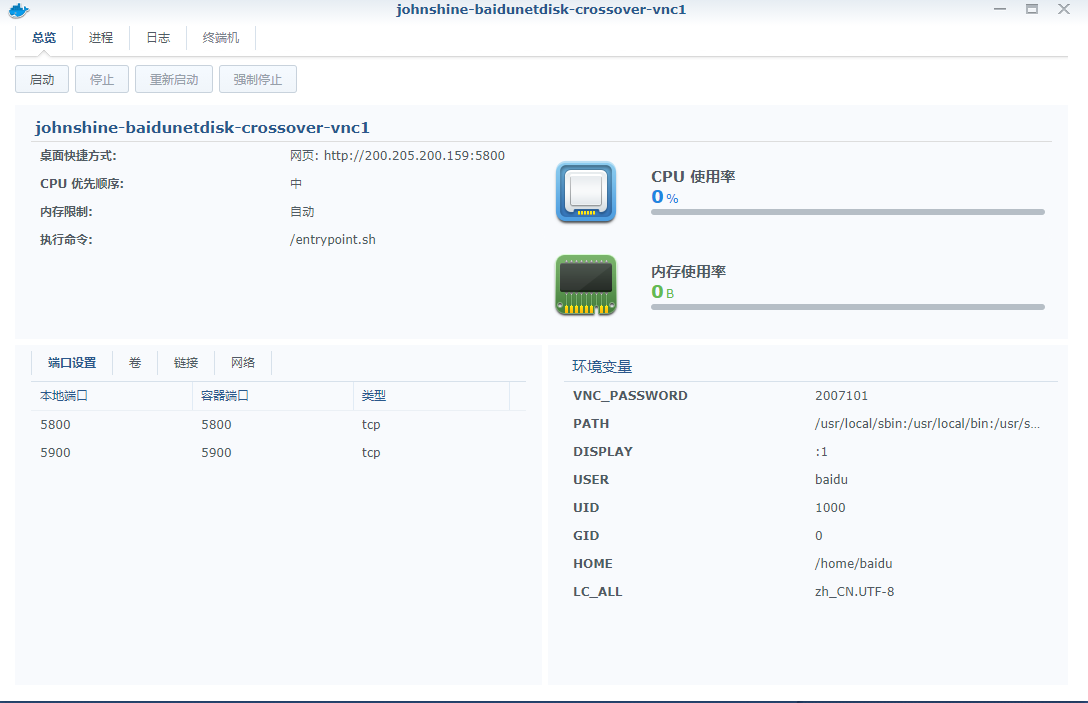 johnshine-baidunetdisk-crossover-vnc1
总览 进程 日志 终端机
启动 停止 重新启动 强制停止
johnshine-baidunetdisk-crossover-vnc1
桌面快捷方式: 网页: http://200.205.200.159:5800
CPU 优先顺序: 中
内存限制: 自动
执行命令: /entrypoint.sh
CPU 使用率
0 %
内存使用率
0 B
端口设置 卷 链接 网络
本地端口 容器端口 类型
5800 5800 tcp
5900 5900 tcp
环境变量
VNC_PASSWORD 2007101
PATH /usr/local/sbin:/usr/local/bin:/usr/s...
DISPLAY :1
USER baidu
UID 1000
GID 0
HOME /home/baidu
LC_ALL zh_CN.UTF-8